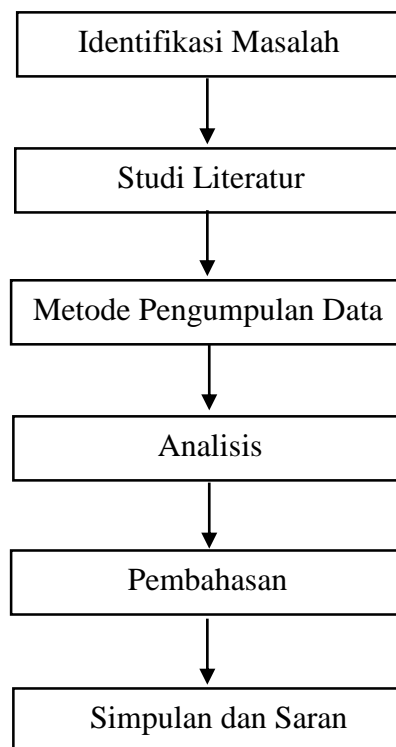 Identifikasi Masalah
Studi Literatur
Metode Pengumpulan Data
Analisis
Pembahasan
Simpulan dan Saran